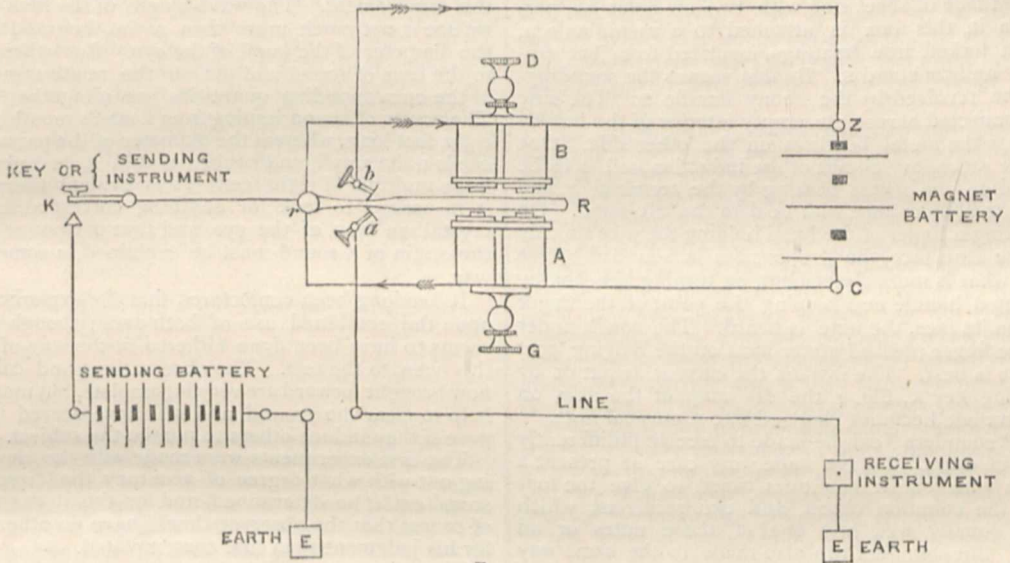 D
Z
B
KEY OR { SENDING
INSTRUMENT
b
K
r
R
a
MAGNET
BATTERY
A
C
G
SENDING BATTERY
LINE
RECEIVING
INSTRUMENT
EARTH E
E EARTH